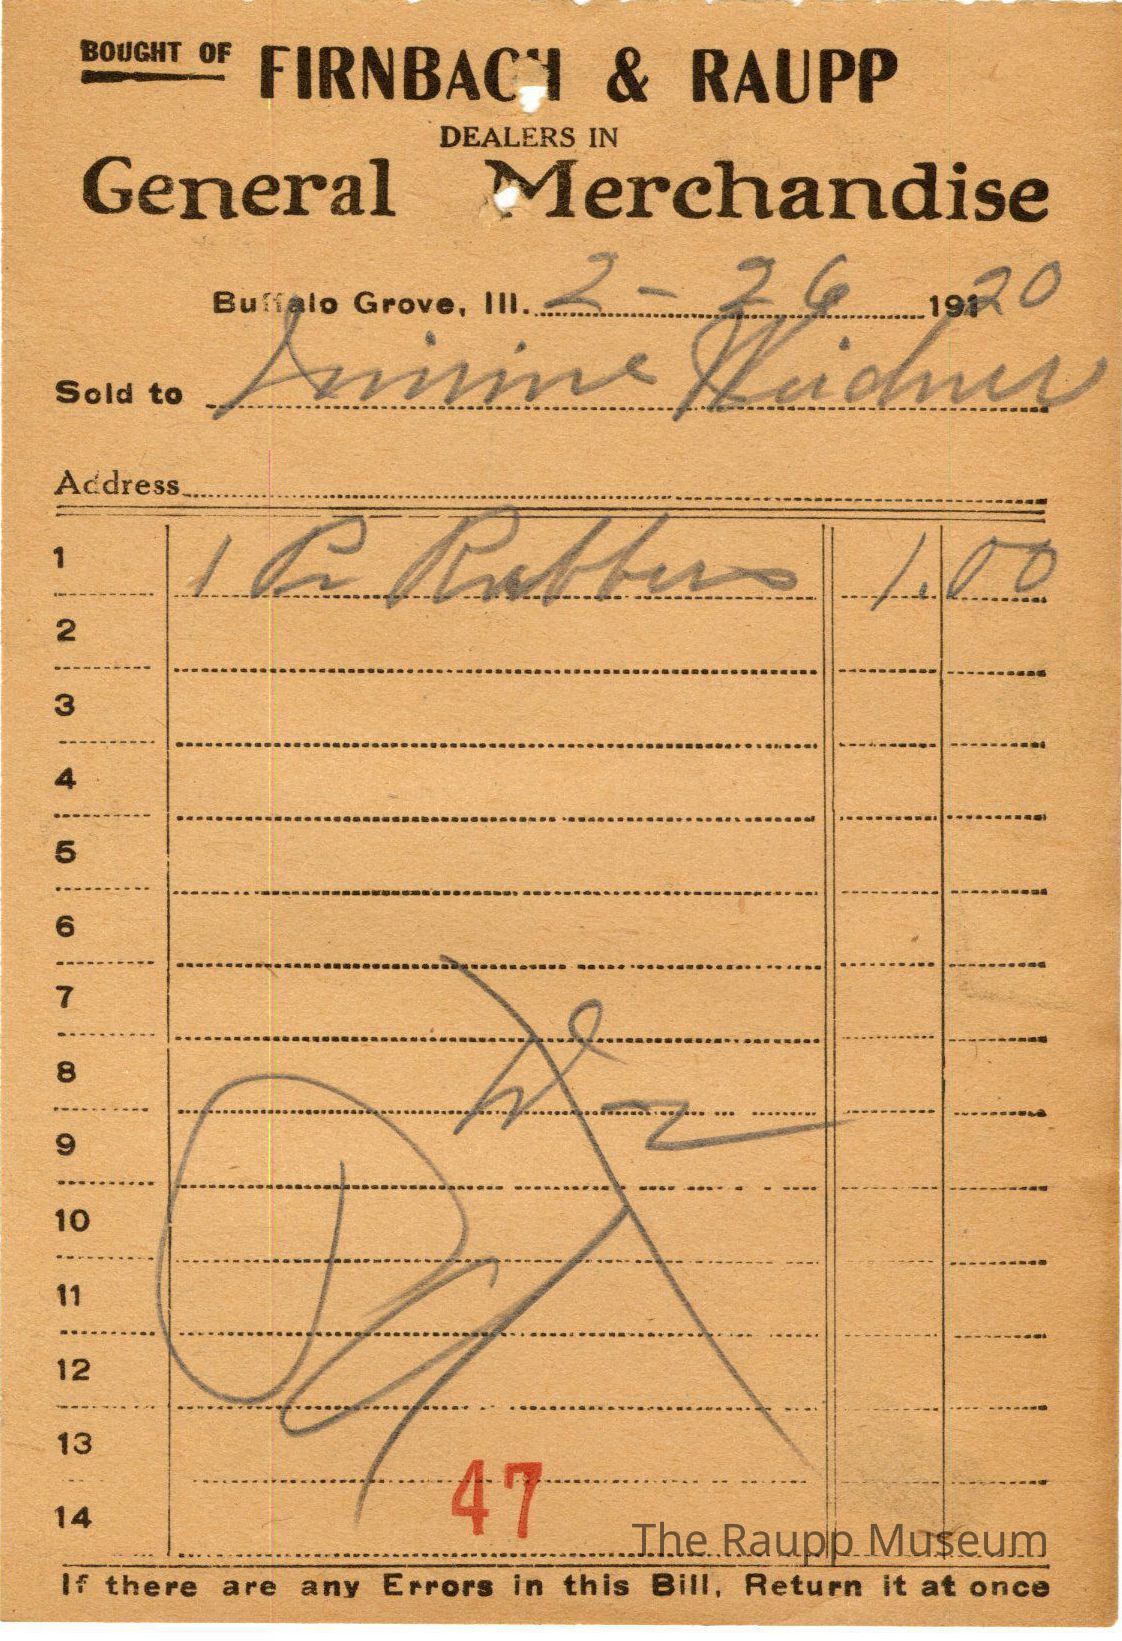 BOUGHT OF FIRNBACH & RAUPP
DEALERS IN
General Merchandise
Buffalo Grove, Ill. 2-26 1920
Sold to Weidner
Address
1 1 Pr Rubbers 1.00
2
3
4
5
6
7
8
9
10
11
12
13
47
14
The Raupp Museum
If there are any Errors in this Bill, Return it at once